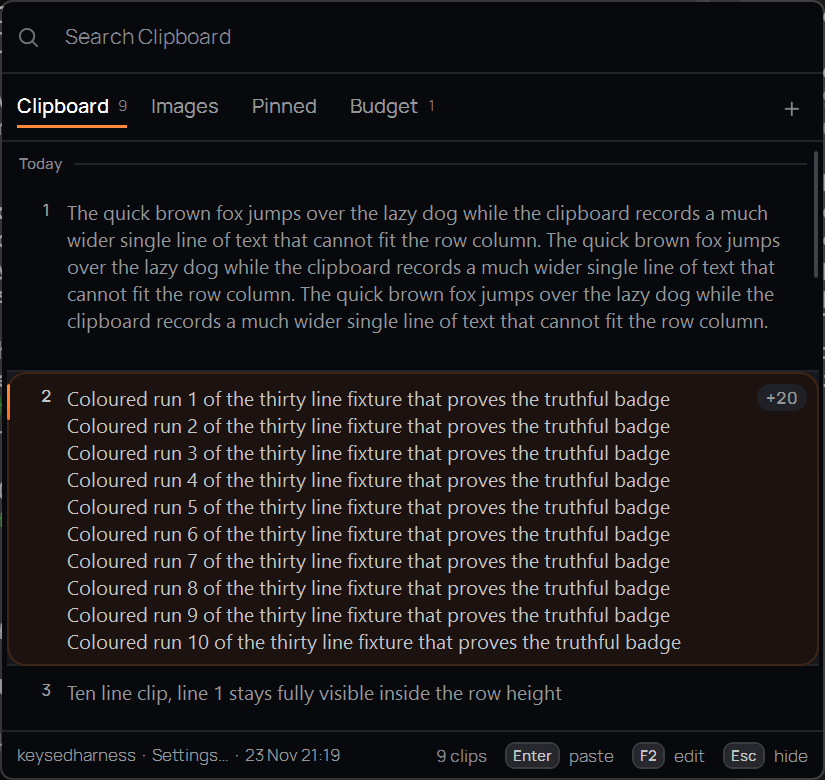 Search Clipboard
Clipboard 9 Images Pinned Budget 1 +
Today
1 The quick brown fox jumps over the lazy dog while the clipboard records a much
wider single line of text that cannot fit the row column. The quick brown fox jumps
over the lazy dog while the clipboard records a much wider single line of text that
cannot fit the row column. The quick brown fox jumps over the lazy dog while the
clipboard records a much wider single line of text that cannot fit the row column.
2 Coloured run 1 of the thirty line fixture that proves the truthful badge +20
Coloured run 2 of the thirty line fixture that proves the truthful badge
Coloured run 3 of the thirty line fixture that proves the truthful badge
Coloured run 4 of the thirty line fixture that proves the truthful badge
Coloured run 5 of the thirty line fixture that proves the truthful badge
Coloured run 6 of the thirty line fixture that proves the truthful badge
Coloured run 7 of the thirty line fixture that proves the truthful badge
Coloured run 8 of the thirty line fixture that proves the truthful badge
Coloured run 9 of the thirty line fixture that proves the truthful badge
Coloured run 10 of the thirty line fixture that proves the truthful badge
3 Ten line clip, line 1 stays fully visible inside the row height
keysedharness · Settings... · 23 Nov 21:19 9 clips Enter paste F2 edit Esc hide